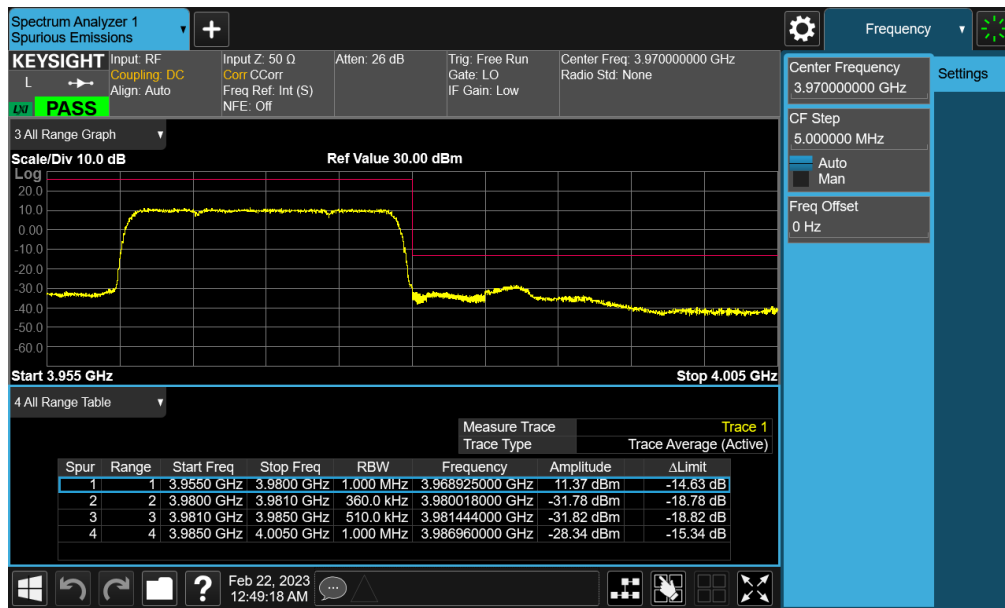 Spectrum Analyzer 1
Spurious Emissions
KEYSIGHT
L
LXI PASS
Input: RF
Coupling: DC
Align: Auto
Input Z: 50 Ω
Corr CCorr
Freq Ref: Int (S)
NFE: Off
Atten: 26 dB
Trig: Free Run
Gate: LO
IF Gain: Low
Center Freq: 3.970000000 GHz
Radio Std: None
3 All Range Graph
Scale/Div 10.0 dB
Ref Value 30.00 dBm
Log
20.0
10.0
0.00
-10.0
-20.0
-30.0
-40.0
-50.0
-60.0
Start 3.955 GHz
Stop 4.005 GHz
4 All Range Table
Measure Trace Trace 1
Trace Type Trace Average (Active)
Spur Range Start Freq Stop Freq RBW Frequency Amplitude ΔLimit
1 1 3.9550 GHz 3.9800 GHz 1.000 MHz 3.968925000 GHz 11.37 dBm -14.63 dB
2 2 3.9800 GHz 3.9810 GHz 360.0 kHz 3.980018000 GHz -31.78 dBm -18.78 dB
3 3 3.9810 GHz 3.9850 GHz 510.0 kHz 3.981444000 GHz -31.82 dBm -18.82 dB
4 4 3.9850 GHz 4.0050 GHz 1.000 MHz 3.986960000 GHz -28.34 dBm -15.34 dB
?
Feb 22, 2023
12:49:18 AM
Frequency
Settings
Center Frequency
3.970000000 GHz
CF Step
5.000000 MHz
Auto
Man
Freq Offset
0 Hz